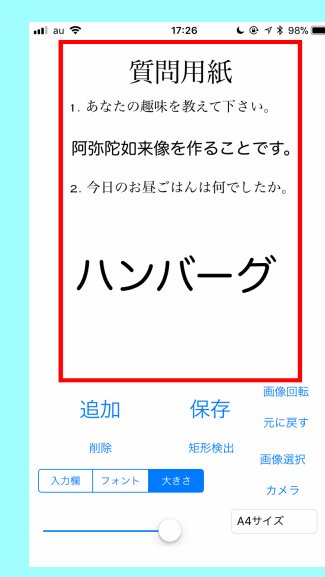 au 17:26 98%
質問用紙
1. あなたの趣味を教えて下さい。
阿弥陀如来像を作ることです。
2. 今日のお昼ごはんは何でしたか。
ハンバーグ
画像回転
追加 保存
元に戻す
削除 矩形検出
画像選択
入力欄 フォント 大きさ
カメラ
A4サイズ